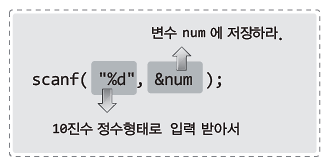 변수 num 에 저장하라.
scanf( "%d", &num );
10진수 정수형태로 입력 받아서